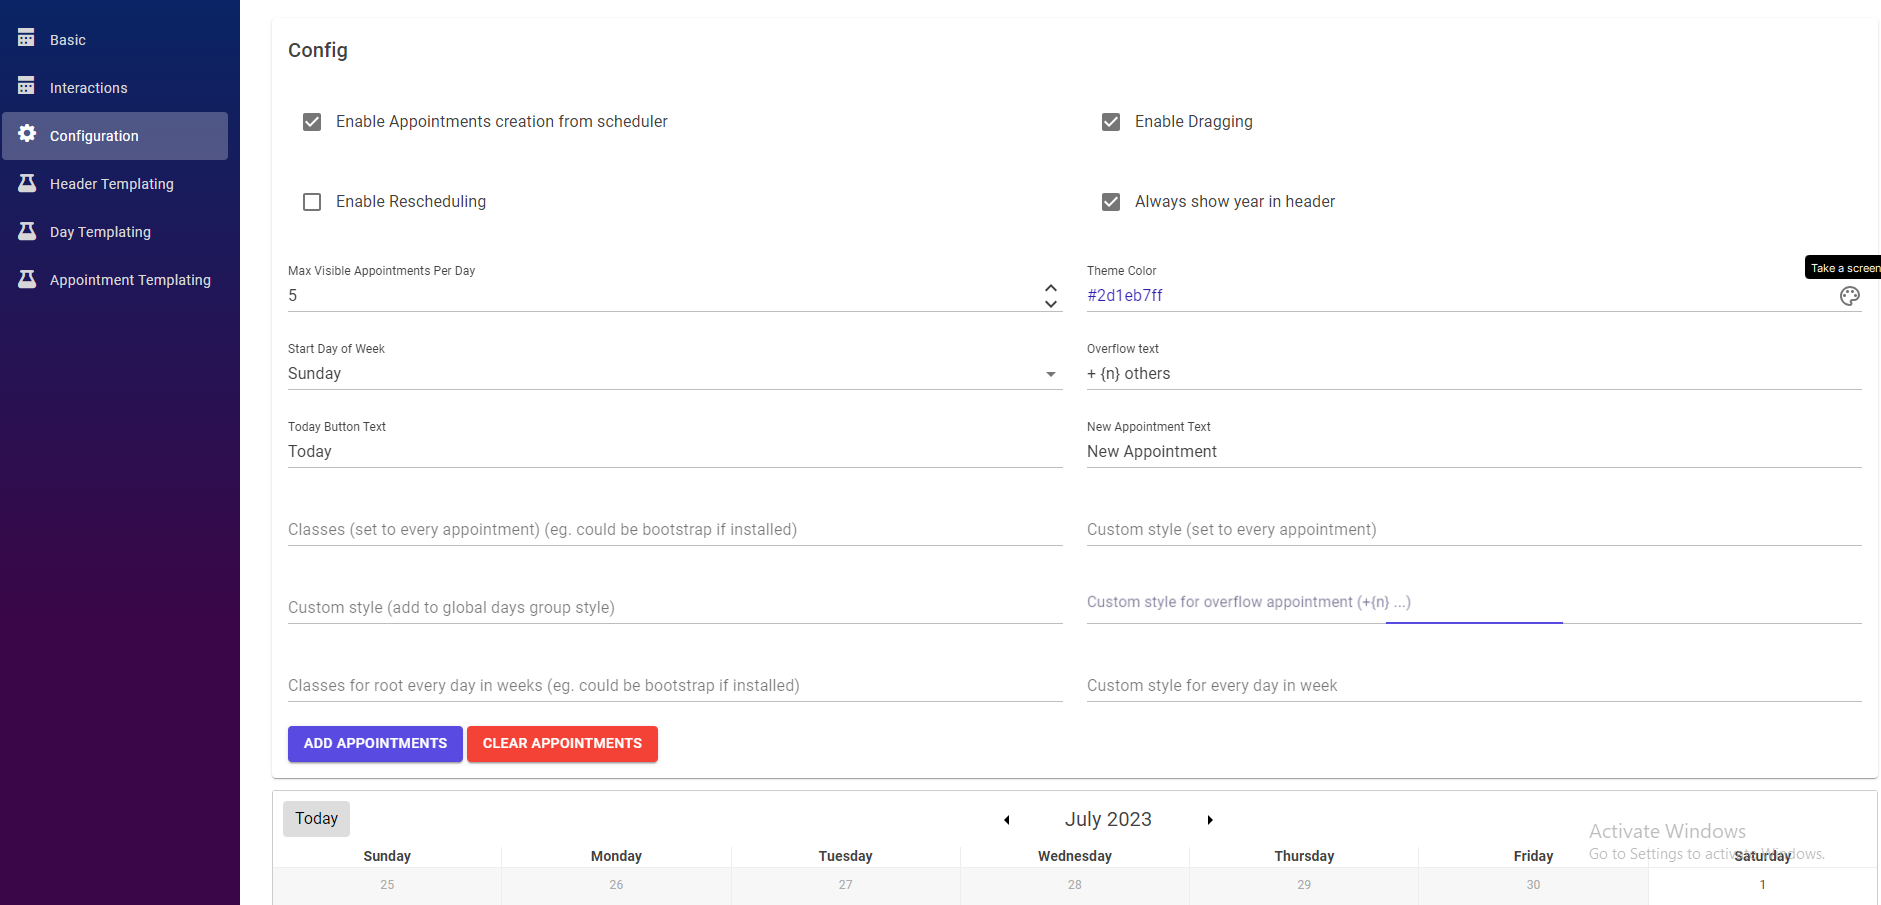 Basic
Interactions
Configuration
Header Templating
Day Templating
Appointment Templating
Config
Enable Appointments creation from scheduler
Enable Dragging
Enable Rescheduling
Always show year in header
Max Visible Appointments Per Day
5
Theme Color
#2d1eb7ff
Take a screen
Start Day of Week
Sunday
Overflow text
+ {n} others
Today Button Text
Today
New Appointment Text
New Appointment
Classes (set to every appointment) (eg. could be bootstrap if installed)
Custom style (set to every appointment)
Custom style (add to global days group style)
Custom style for overflow appointment (+{n} ...)
Classes for root every day in weeks (eg. could be bootstrap if installed)
Custom style for every day in week
ADD APPOINTMENTS
CLEAR APPOINTMENTS
Today
July 2023
Activate Windows
Go to Settings to activate Windows.
Sunday Monday Tuesday Wednesday Thursday Friday Saturday
25 26 27 28 29 30 1